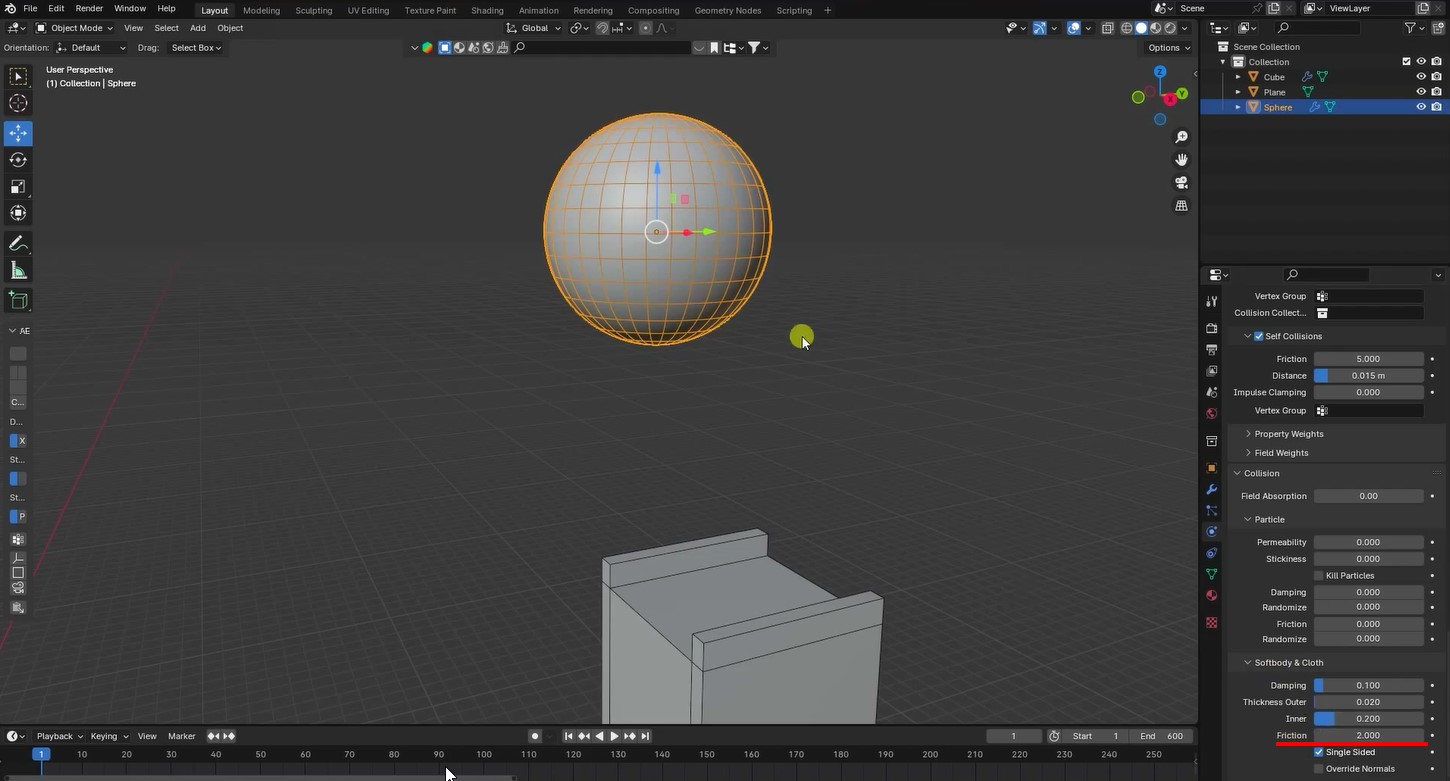 File Edit Render Window Help Layout Modeling Sculpting UV Editing Texture Paint Shading Animation Rendering Compositing Geometry Nodes Scripting + Scene ViewLayer
Object Mode View Select Add Object Global
Orientation: Default Drag: Select Box Options
User Perspective
(1) Collection | Sphere
Z
Y
X
Scene Collection
Collection
Cube
Plane
Sphere
AE
C...
D...
X
St...
St...
P
Vertex Group
Collision Collect...
Self Collisions
Friction 5.000
Distance 0.015 m
Impulse Clamping 0.000
Vertex Group
Property Weights
Field Weights
Collision
Field Absorption 0.00
Particle
Permeability 0.000
Stickiness 0.000
Kill Particles
Damping 0.000
Randomize 0.000
Friction 0.000
Randomize 0.000
Softbody & Cloth
Damping 0.100
Thickness Outer 0.020
Inner 0.200
Friction 2.000
Single Sided
Override Normals
Playback Keying View Marker 1 Start 1 End 600
1 10 20 30 40 50 60 70 80 90 100 110 120 130 140 150 160 170 180 190 200 210 220 230 240 250